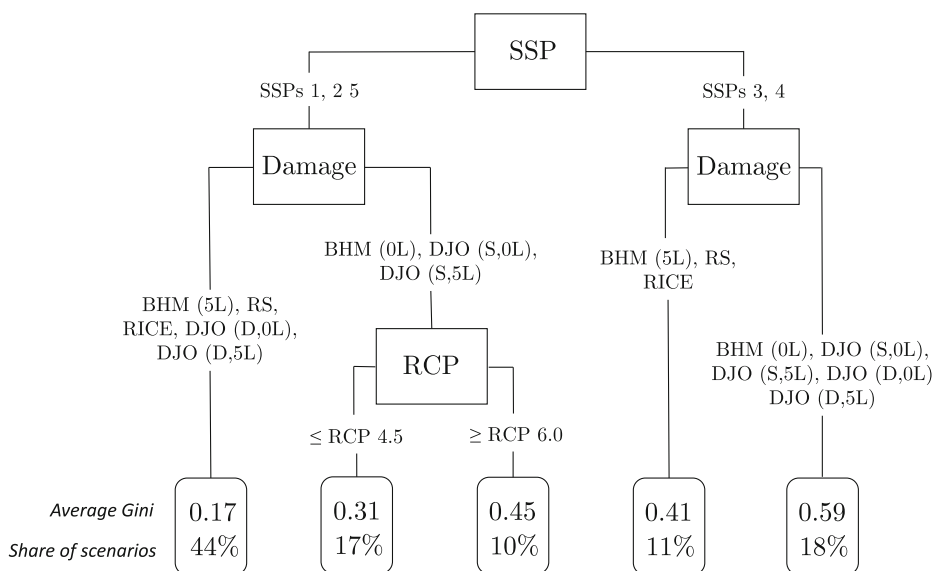 SSP
SSPs 1, 2 5
SSPs 3, 4
Damage
Damage
BHM (0L), DJO (S,0L),
DJO (S,5L)
BHM (5L), RS,
RICE
BHM (5L), RS,
RICE, DJO (D,0L),
DJO (D,5L)
RCP
BHM (0L), DJO (S,0L),
DJO (S,5L), DJO (D,0L)
DJO (D,5L)
≤ RCP 4.5
≥ RCP 6.0
Average Gini 0.17 0.31 0.45 0.41 0.59
Share of scenarios 44% 17% 10% 11% 18%